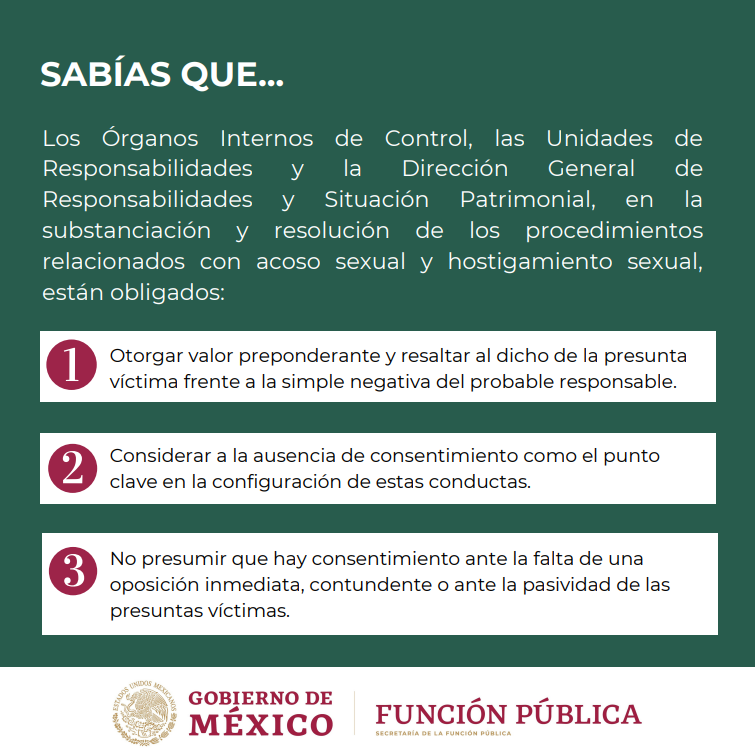 SABÍAS QUE...
Los Órganos Internos de Control, las Unidades de
Responsabilidades y la Dirección General de
Responsabilidades y Situación Patrimonial, en la
substanciación y resolución de los procedimientos
relacionados con acoso sexual y hostigamiento sexual,
están obligados:
1
Otorgar valor preponderante y resaltar al dicho de la presunta
víctima frente a la simple negativa del probable responsable.
2
Considerar a la ausencia de consentimiento como el punto
clave en la configuración de estas conductas.
3
No presumir que hay consentimiento ante la falta de una
oposición inmediata, contundente o ante la pasividad de las
presuntas víctimas.
ESTADOS UNIDOS MEXICANOS
GOBIERNO DE
MÉXICO
FUNCIÓN PÚBLICA
SECRETARÍA DE LA FUNCIÓN PÚBLICA